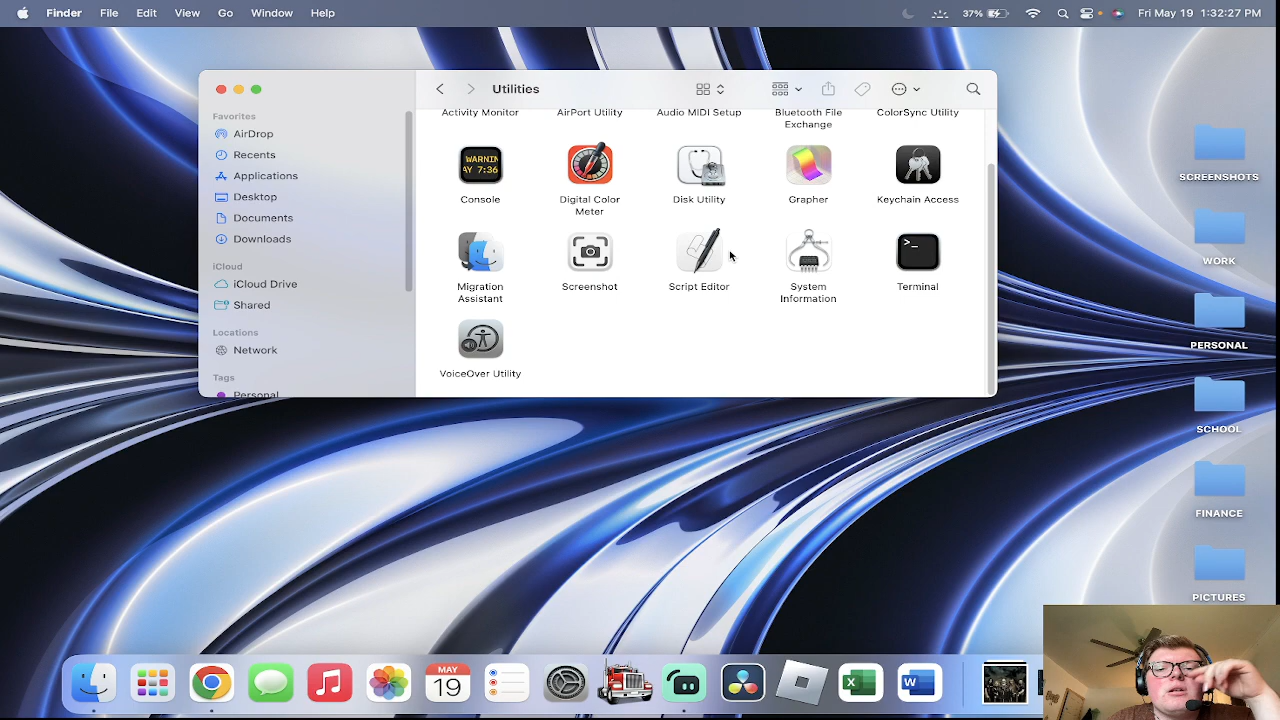 Finder File Edit View Go Window Help 37% Fri May 19 1:32:27 PM
Utilities
Favorites
AirDrop
Recents
Applications
Desktop
Documents
Downloads
iCloud
iCloud Drive
Shared
Locations
Network
Tags
Personal
Activity Monitor
AirPort Utility
Audio MIDI Setup
Bluetooth File
Exchange
ColorSync Utility
WARNIN
AY 7:36
Console
Digital Color
Meter
Disk Utility
Grapher
Keychain Access
Migration
Assistant
Screenshot
Script Editor
System
Information
>_
Terminal
VoiceOver Utility
SCREENSHOTS
WORK
PERSONAL
SCHOOL
FINANCE
PICTURES
MAY
19
X
W